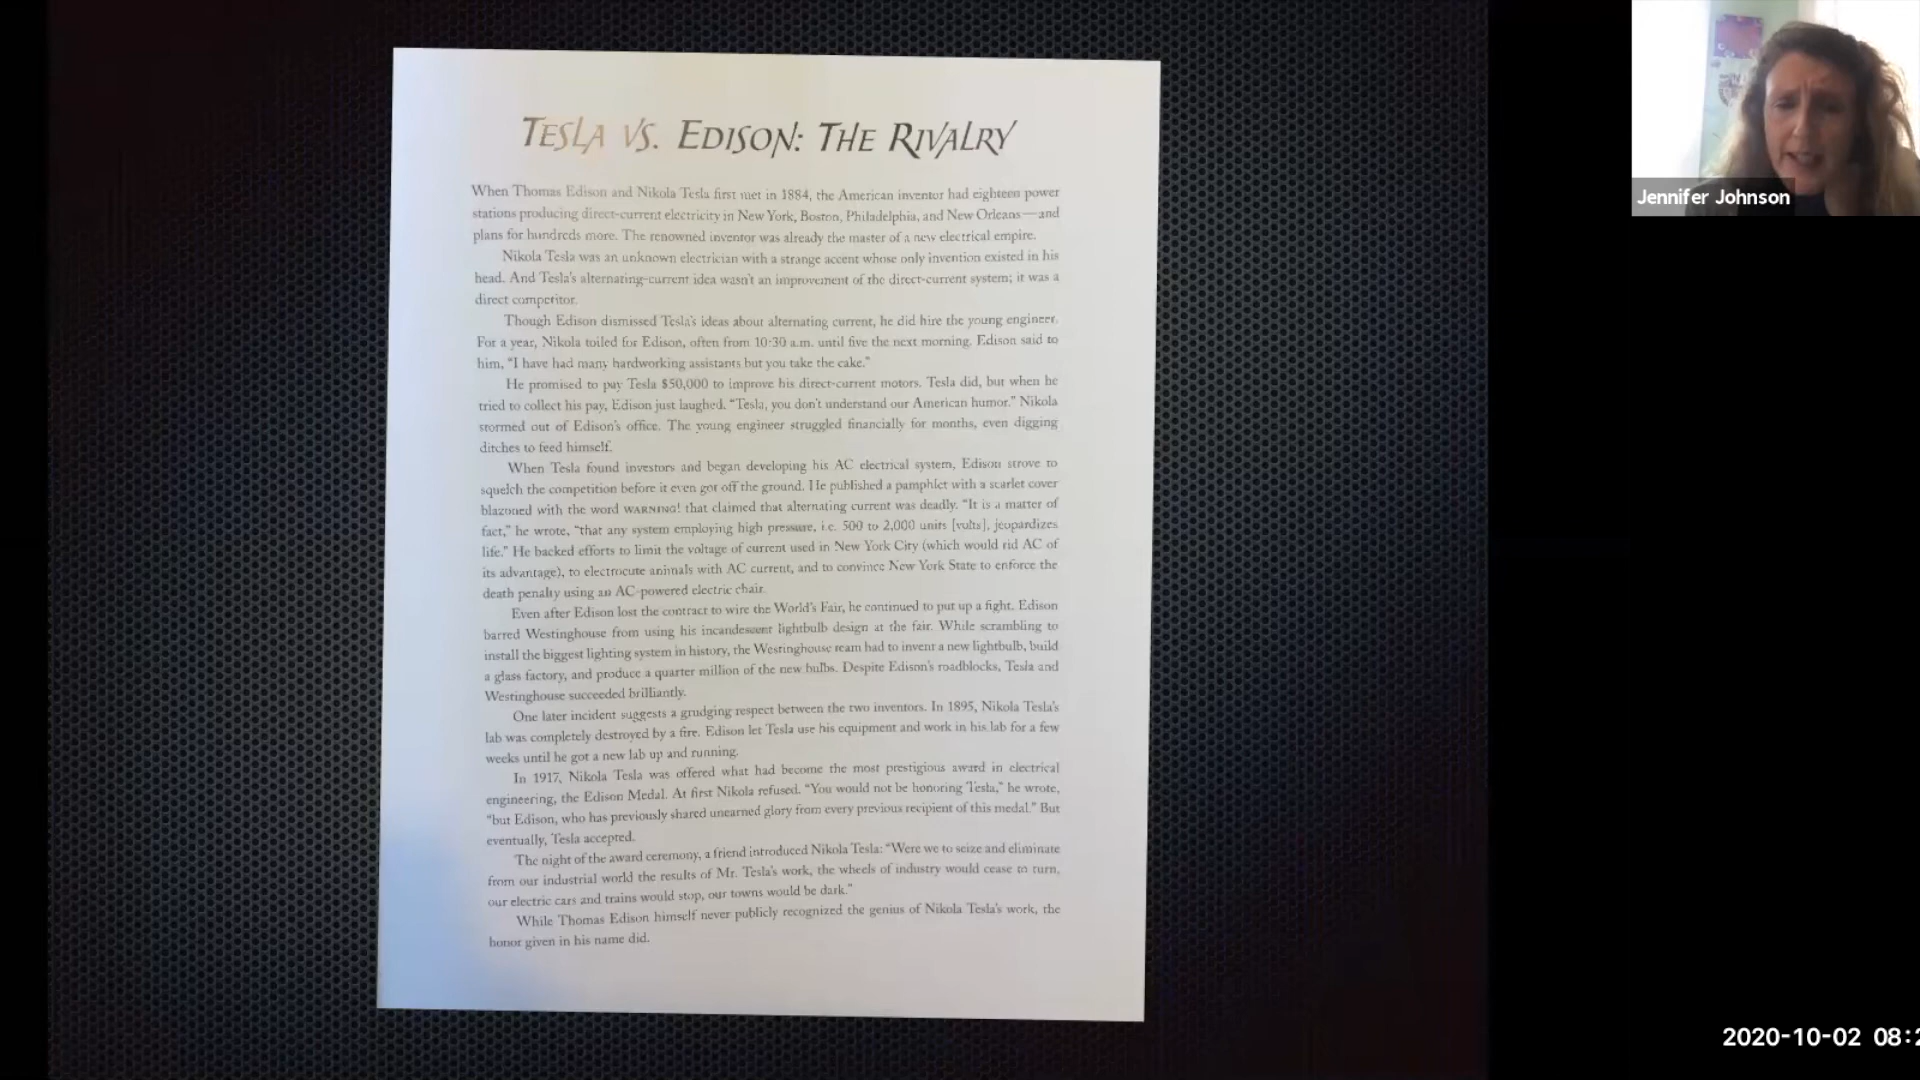 TESLA VS. EDISON: THE RIVALRY
When Thomas Edison and Nikola Tesla first met in 1884, the American inventor had eighteen power
stations producing direct-current electricity in New York, Boston, Philadelphia, and New Orleans—and
plans for hundreds more. The renowned inventor was already the master of a new electrical empire.
Nikola Tesla was an unknown electrician with a strange accent whose only invention existed in his
head. And Tesla's alternating-current idea wasn't an improvement of the direct-current system; it was a
direct competitor.
Though Edison dismissed Tesla's ideas about alternating current, he did hire the young engineer.
For a year, Nikola toiled for Edison, often from 10:30 a.m. until five the next morning. Edison said to
him, "I have had many hardworking assistants but you take the cake."
He promised to pay Tesla $50,000 to improve his direct-current motors. Tesla did, but when he
tried to collect his pay, Edison just laughed. "Tesla, you don't understand our American humor." Nikola
stormed out of Edison's office. The young engineer struggled financially for months, even digging
ditches to feed himself.
When Tesla found investors and began developing his AC electrical system, Edison strove to
squelch the competition before it even got off the ground. He published a pamphlet with a scarlet cover
blazoned with the word WARNING! that claimed that alternating current was deadly. "It is a matter of
fact," he wrote, "that any system employing high pressure, i.e. 500 to 2,000 units [volts], jeopardizes
life." He backed efforts to limit the voltage of current used in New York City (which would rid AC of
its advantage), to electrocute animals with AC current, and to convince New York State to enforce the
death penalty using an AC-powered electric chair.
Even after Edison lost the contract to wire the World's Fair, he continued to put up a fight. Edison
barred Westinghouse from using his incandescent lightbulb design at the fair. While scrambling to
install the biggest lighting system in history, the Westinghouse team had to invent a new lightbulb, build
a glass factory, and produce a quarter million of the new bulbs. Despite Edison's roadblocks, Tesla and
Westinghouse succeeded brilliantly.
One later incident suggests a grudging respect between the two inventors. In 1895, Nikola Tesla's
lab was completely destroyed by a fire. Edison let Tesla use his equipment and work in his lab for a few
weeks until he got a new lab up and running.
In 1917, Nikola Tesla was offered what had become the most prestigious award in electrical
engineering, the Edison Medal. At first Nikola refused. "You would not be honoring Tesla," he wrote,
"but Edison, who has previously shared unearned glory from every previous recipient of this medal." But
eventually, Tesla accepted.
The night of the award ceremony, a friend introduced Nikola Tesla: "Were we to seize and eliminate
from our industrial world the results of Mr. Tesla's work, the wheels of industry would cease to turn,
our electric cars and trains would stop, our towns would be dark."
While Thomas Edison himself never publicly recognized the genius of Nikola Tesla's work, the
honor given in his name did.
Jennifer Johnson
2020-10-02 08:2